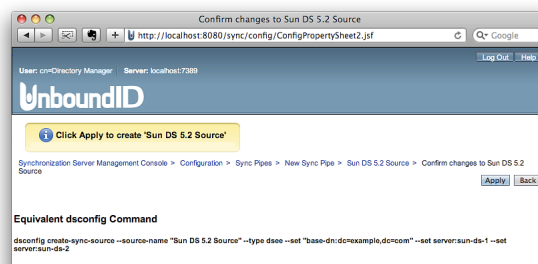 Confirm changes to Sun DS 5.2 Source
http://localhost:8080/sync/config/ConfigPropertySheet2.jsf
Google
Log Out Help
User: cn=Directory Manager Server: localhost:7389
UnboundID
Click Apply to create 'Sun DS 5.2 Source'
Synchronization Server Management Console > Configuration > Sync Pipes > New Sync Pipe > Sun DS 5.2 Source > Confirm changes to Sun DS 5.2
Source
Apply Back
Equivalent dsconfig Command
dsconfig create-sync-source --source-name "Sun DS 5.2 Source" --type dsee --set "base-dn:dc=example,dc=com" --set server:sun-ds-1 --set
server:sun-ds-2